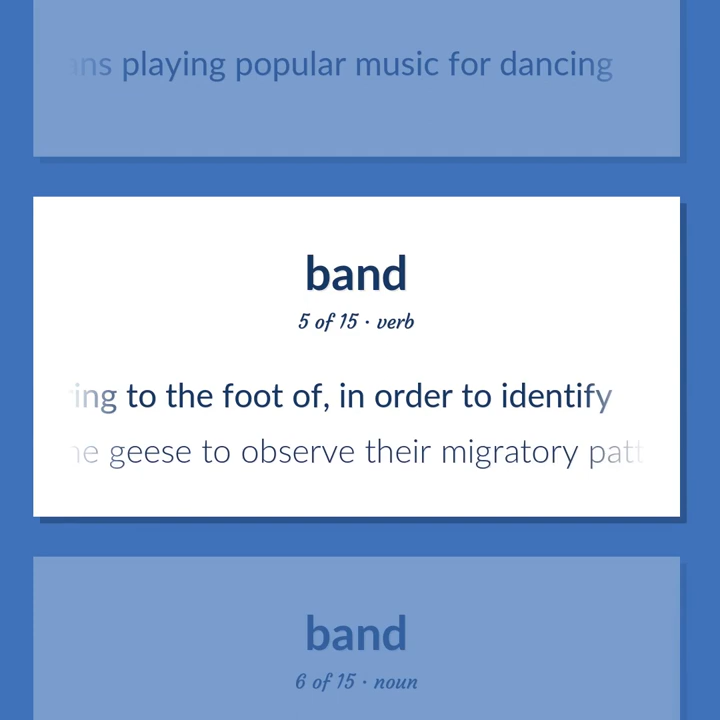 playing popular music for dancing
band
5 of 15 · verb
to the foot of, in order to identify
geese to observe their migratory
band
6 of 15 · noun